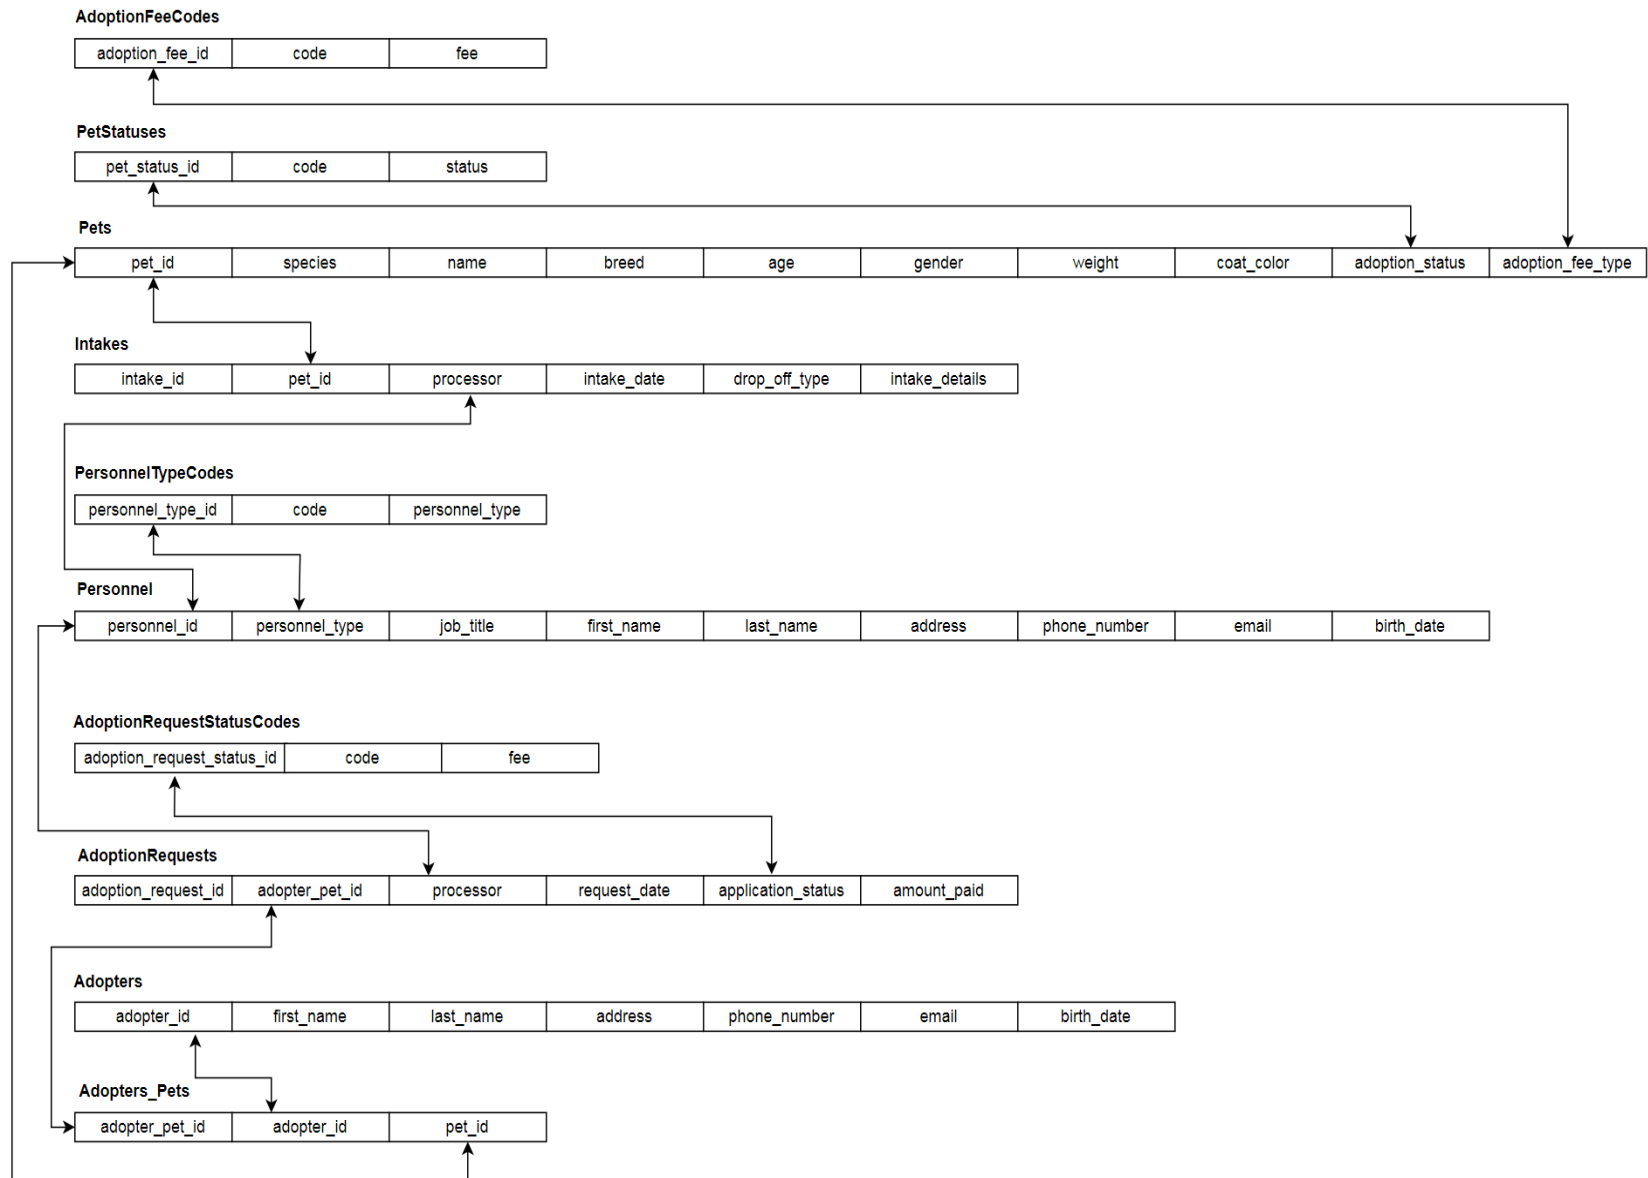 AdoptionFeeCodes
adoption_fee_id code fee
PetStatuses
pet_status_id code status
Pets
pet_id species name breed age gender weight coat_color adoption_status adoption_fee_type
Intakes
intake_id pet_id processor intake_date drop_off_type intake_details
PersonnelTypeCodes
personnel_type_id code personnel_type
Personnel
personnel_id personnel_type job_title first_name last_name address phone_number email birth_date
AdoptionRequestStatusCodes
adoption_request_status_id code fee
AdoptionRequests
adoption_request_id adopter_pet_id processor request_date application_status amount_paid
Adopters
adopter_id first_name last_name address phone_number email birth_date
Adopters_Pets
adopter_pet_id adopter_id pet_id